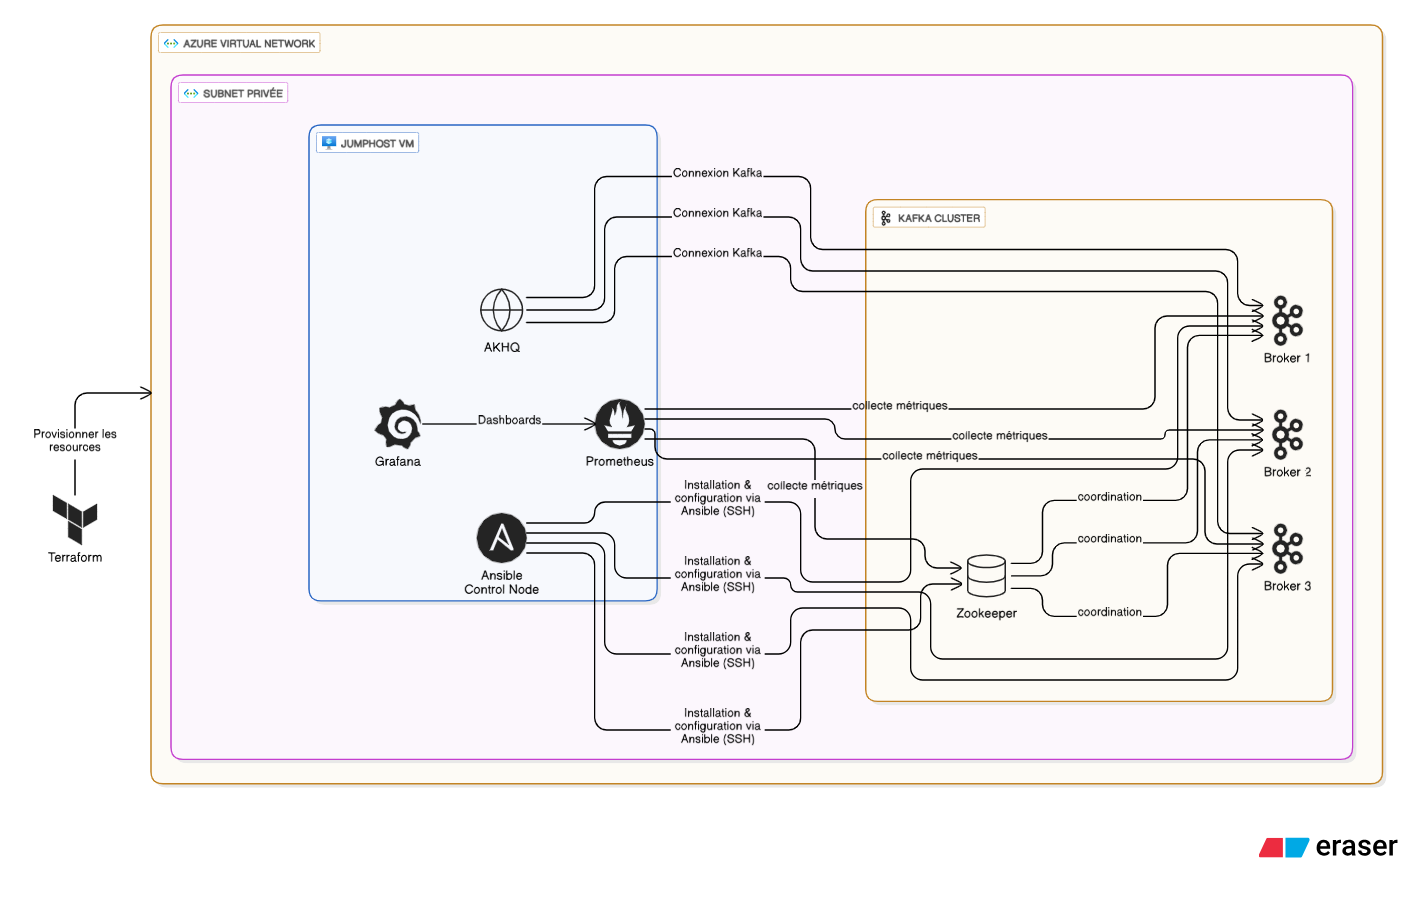 AZURE VIRTUAL NETWORK
SUBNET PRIVÉE
JUMPHOST VM
Connexion Kafka
Connexion Kafka
KAFKA CLUSTER
Connexion Kafka
AKHQ
Broker 1
collecte métriques
Dashboards
Provisionner les
resources
collecte métriques
collecte métriques
Grafana
Prometheus
Broker 2
Installation &
configuration via
Ansible (SSH)
collecte métriques
coordination
coordination
Terraform
Installation &
configuration via
Ansible (SSH)
Ansible
Control Node
Broker 3
Zookeeper
coordination
Installation &
configuration via
Ansible (SSH)
Installation &
configuration via
Ansible (SSH)
eraser